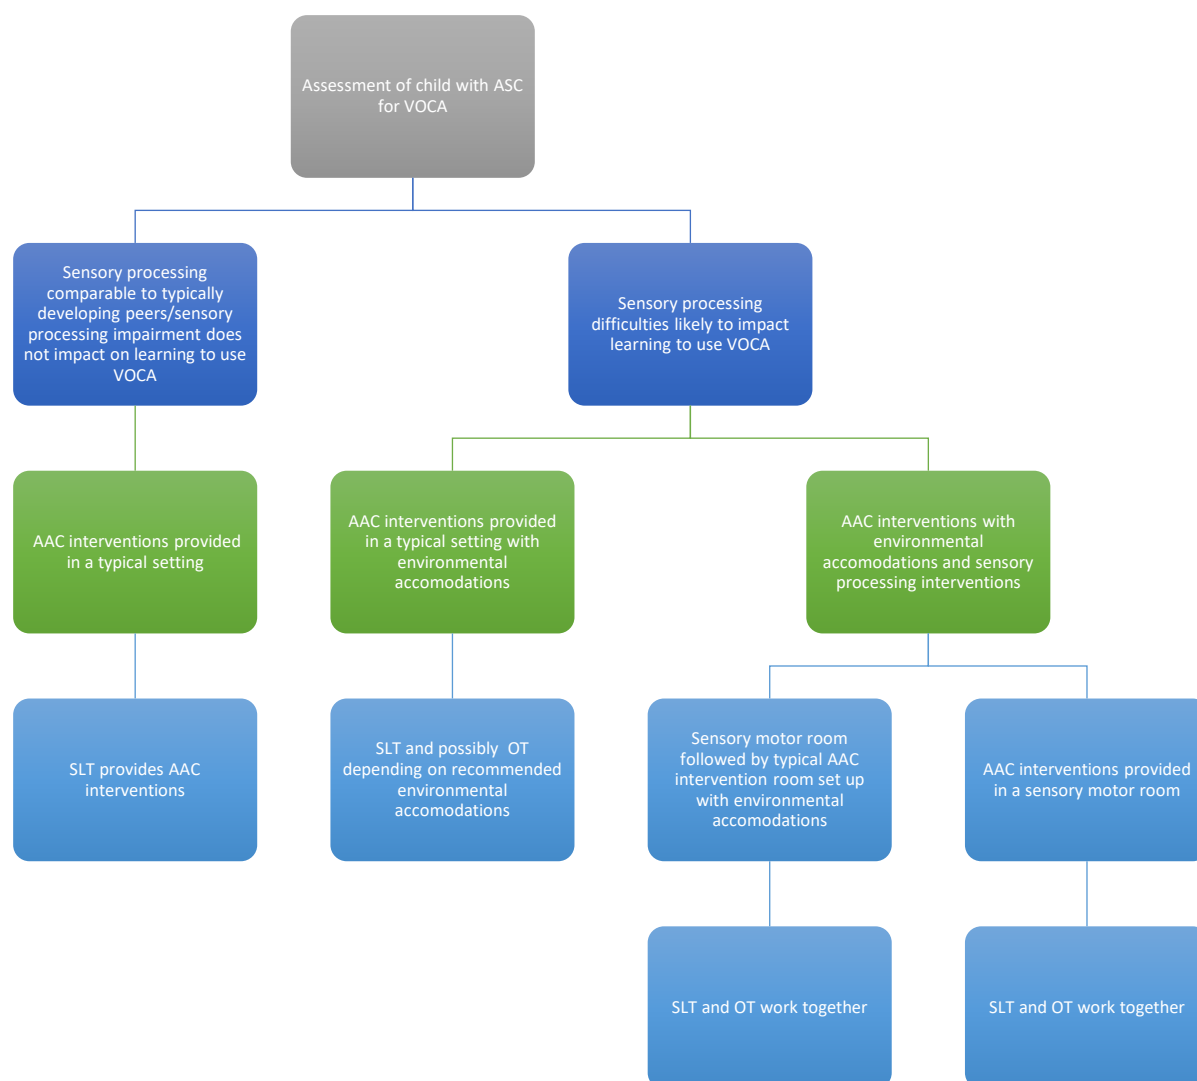 Assessment of child with ASC
for VOCA
Sensory processing
comparable to typically
developing peers/sensory
processing impairment does
not impact on learning to use
VOCA
Sensory processing
difficulties likely to impact
learning to use VOCA
AAC interventions provided
in a typical setting
AAC interventions provided
in a typical setting with
environmental
accomodations
AAC interventions with
environmental
accomodations and sensory
processing interventions
SLT provides AAC
interventions
SLT and possibly OT
depending on recommended
environmental
accomodations
Sensory motor room
followed by typical AAC
intervention room set up
with environmental
accomodations
AAC interventions provided
in a sensory motor room
SLT and OT work together
SLT and OT work together